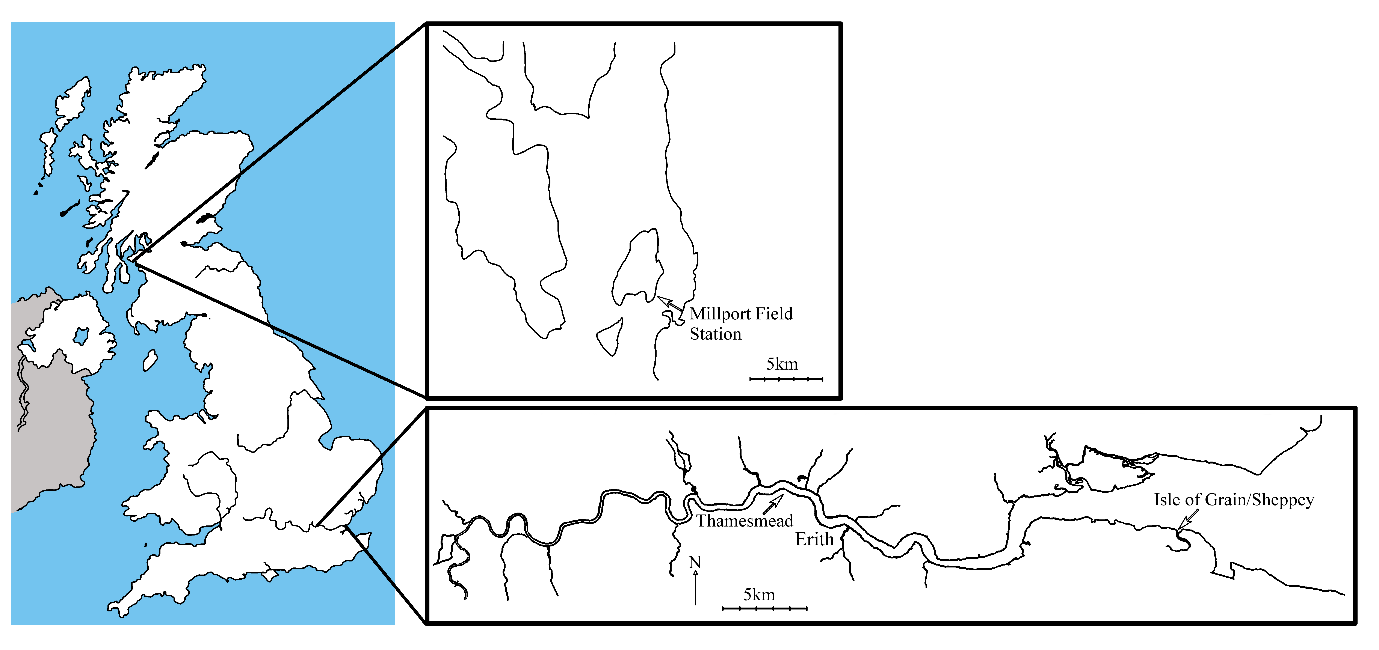 Millport Field
Station
5km
Isle of Grain/Sheppey
Thamesmead
Erith
N
5km